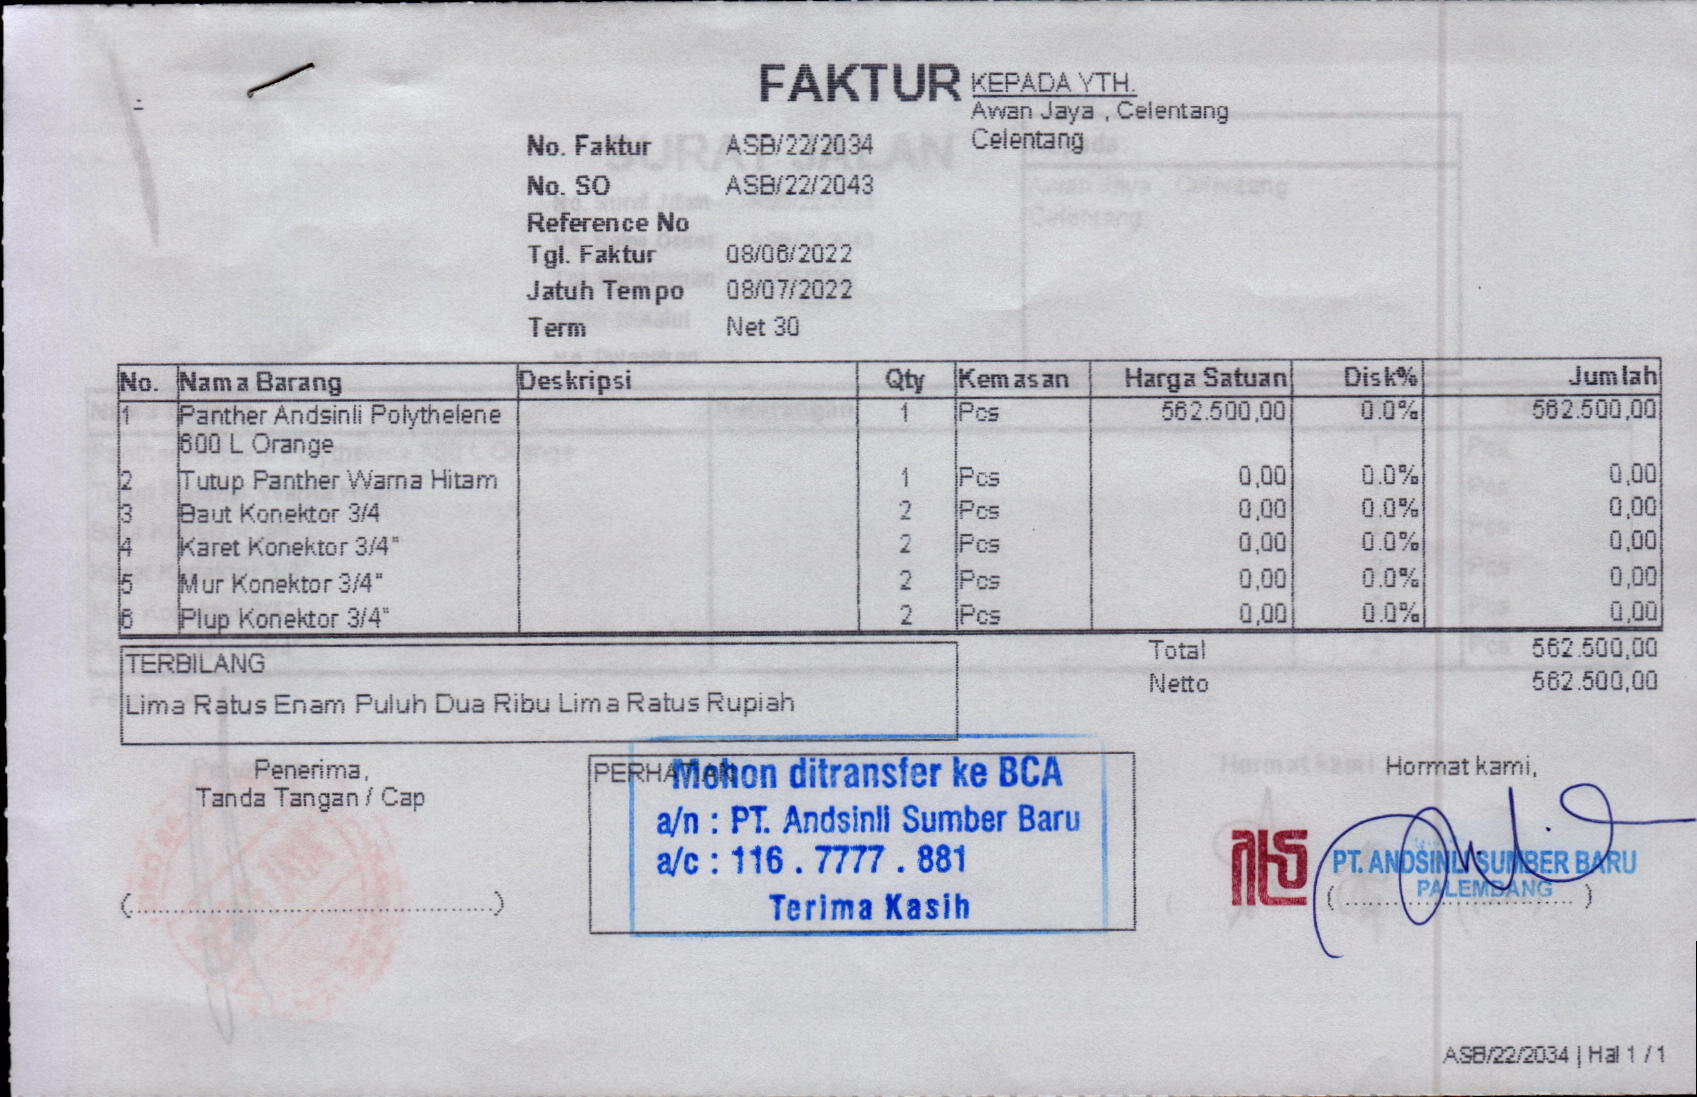 FAKTUR
KEPADA YTH.
Awan Jaya , Celentang
Celentang
No. Faktur ASB/22/2034
No. SO ASB/22/2043
Reference No
Tgl. Faktur 08/06/2022
Jatuh Tempo 08/07/2022
Term Net 30
No. Nama Barang Deskripsi Qty Kemasan Harga Satuan Disk% Jumlah
1 Panther Andsinli Polythelene 1 Pcs 562.500,00 0.0% 562.500,00
600 L Orange
2 Tutup Panther Warna Hitam 1 Pcs 0,00 0.0% 0,00
3 Baut Konektor 3/4 2 Pcs 0,00 0.0% 0,00
4 Karet Konektor 3/4" 2 Pcs 0,00 0.0% 0,00
5 Mur Konektor 3/4" 2 Pcs 0,00 0.0% 0,00
6 Plup Konektor 3/4" 2 Pcs 0,00 0.0% 0,00
Total 562.500,00
Netto 562.500,00
TERBILANG
Lima Ratus Enam Puluh Dua Ribu Lima Ratus Rupiah
Penerima,
Tanda Tangan / Cap
(........................................)
PERHATIAN
Mohon ditransfer ke BCA
a/n : PT. Andsinli Sumber Baru
a/c : 116 . 7777 . 881
Terima Kasih
Hormat kami,
PT. ANDSINLI SUMBER BARU
PALEMBANG
(........................................)
ASB/22/2034 | Hal 1 / 1